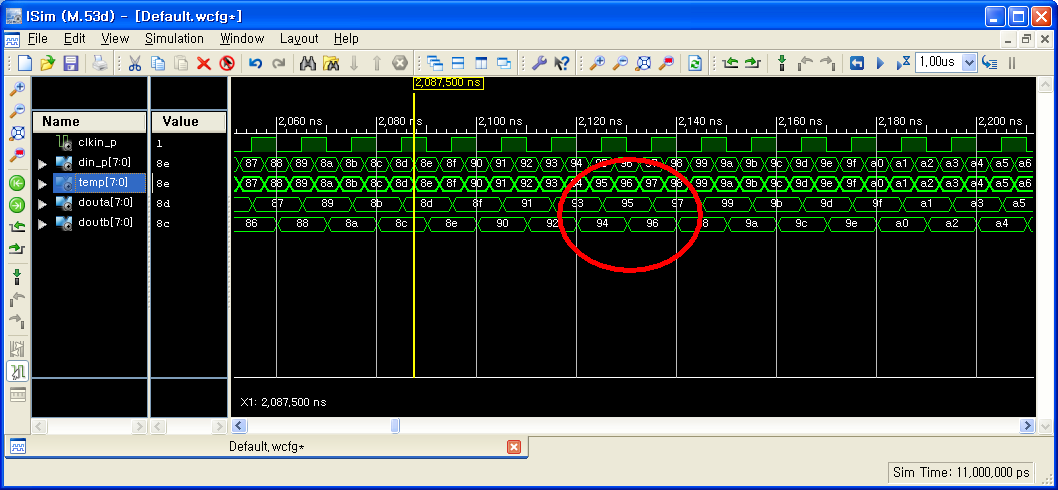 ISim (M.53d) - [Default.wcfg*]
File Edit View Simulation Window Layout Help
1.00us
2,087,500 ns
Name Value
2,060 ns 2,080 ns 2,100 ns 2,120 ns 2,140 ns 2,160 ns 2,180 ns 2,200 ns
clkin_p 1
din_p[7:0] 8e 87 88 89 8a 8b 8c 8d 8e 8f 90 91 92 93 94 95 96 97 98 99 9a 9b 9c 9d 9e 9f a0 a1 a2 a3 a4 a5 a6
temp[7:0] 8e 87 88 89 8a 8b 8c 8d 8e 8f 90 91 92 93 94 95 96 97 98 99 9a 9b 9c 9d 9e 9f a0 a1 a2 a3 a4 a5 a6
douta[7:0] 8d 87 89 8b 8d 8f 91 93 95 97 99 9b 9d 9f a1 a3 a5
doutb[7:0] 8c 86 88 8a 8c 8e 90 92 94 96 8 9a 9c 9e a0 a2 a4
X1: 2,087,500 ns
Default.wcfg*
Sim Time: 11,000,000 ps